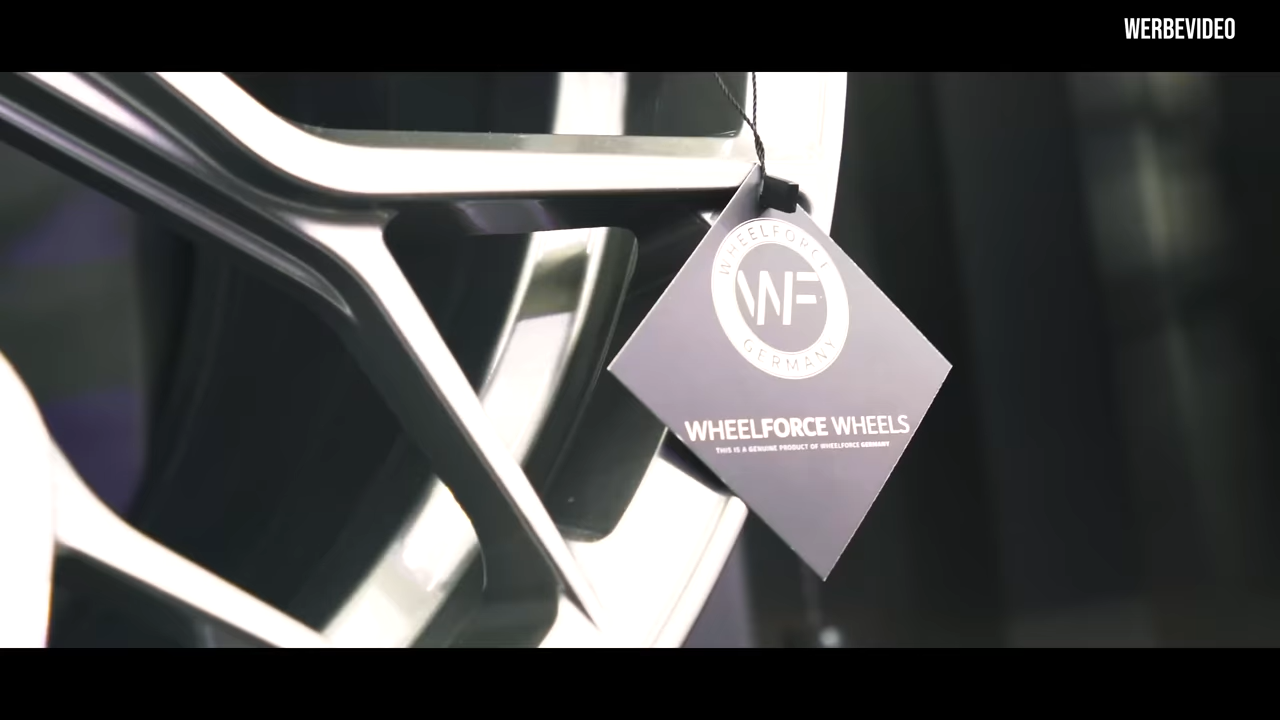 WERBEVIDEO
WHEELFORCE
WF
GERMANY
WHEELFORCE WHEELS
THIS IS A GENUINE PRODUCT OF WHEELFORCE GERMANY